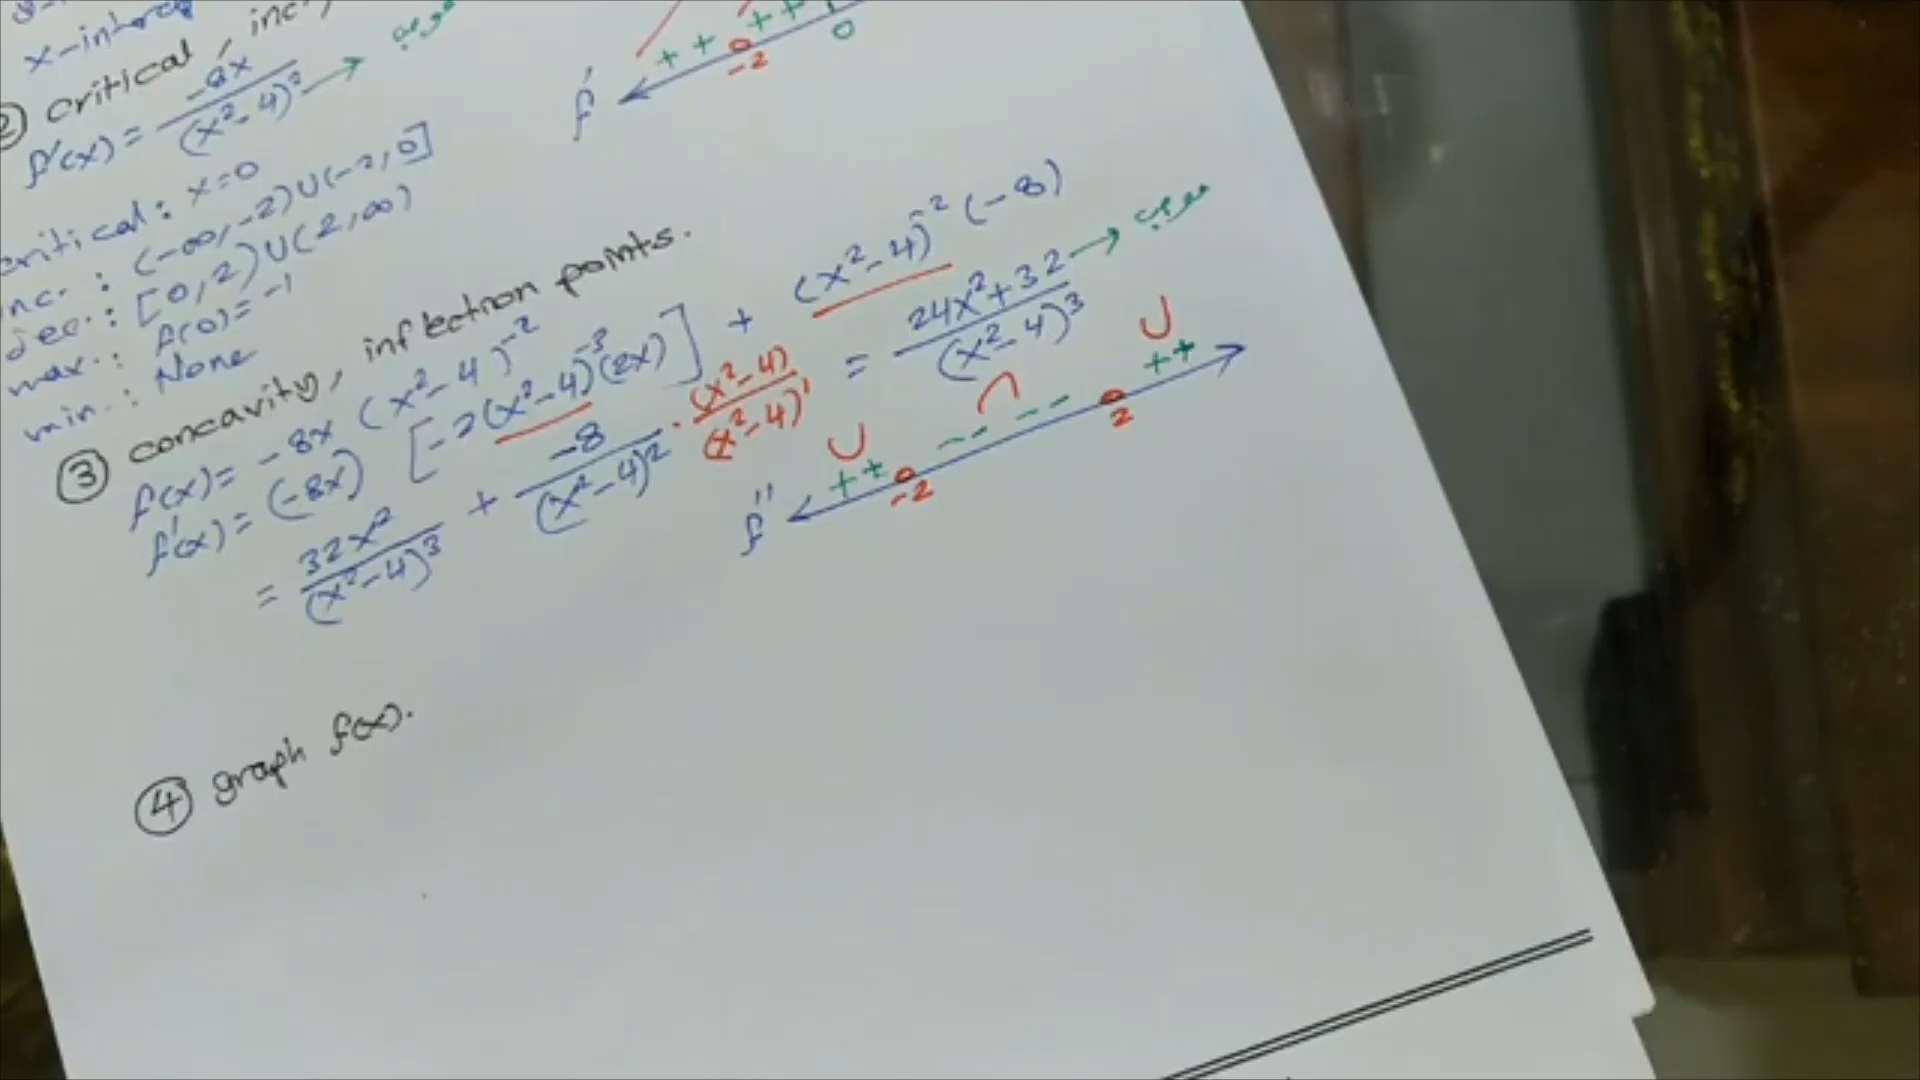 x-interc
② critical, inc,
f'(x) = -8x / (x²-4)² → موجب
f' ++ -2 ++ 0
critical: x=0
inc.: (-∞,-2)∪(-2,0]
dec.: [0,2)∪(2,∞)
max.: f(0)=-1
min.: None
③ concavity, inflection points.
f(x) = -8x (x²-4)⁻²
f'(x) = (-8x) [-2(x²-4)⁻³(2x)] + (x²-4)⁻²(-8)
= 32x² / (x²-4)³ + -8 / (x²-4)² · (x²-4) / (x²-4)¹ = 24x²+32 / (x²-4)³ → موجب
f'' ++ ∪ -2 -- ∩ -- 2 ++ ∪
④ graph f(x).